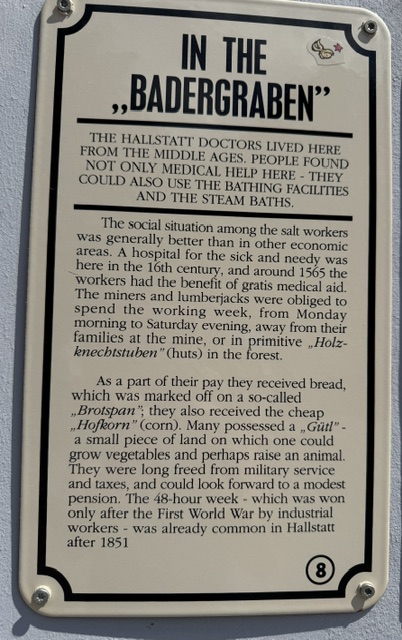 IN THE
„BADERGRABEN”
THE HALLSTATT DOCTORS LIVED HERE
FROM THE MIDDLE AGES. PEOPLE FOUND
NOT ONLY MEDICAL HELP HERE - THEY
COULD ALSO USE THE BATHING FACILITIES
AND THE STEAM BATHS.
The social situation among the salt workers
was generally better than in other economic
areas. A hospital for the sick and needy was
here in the 16th century, and around 1565 the
workers had the benefit of gratis medical aid.
The miners and lumberjacks were obliged to
spend the working week, from Monday
morning to Saturday evening, away from their
families at the mine, or in primitive „Holz-
knechtstuben” (huts) in the forest.
As a part of their pay they received bread,
which was marked off on a so-called
„Brotspan”; they also received the cheap
„Hofkorn” (corn). Many possessed a „Gütl” -
a small piece of land on which one could
grow vegetables and perhaps raise an animal.
They were long freed from military service
and taxes, and could look forward to a modest
pension. The 48-hour week - which was won
only after the First World War by industrial
workers - was already common in Hallstatt
after 1851
8